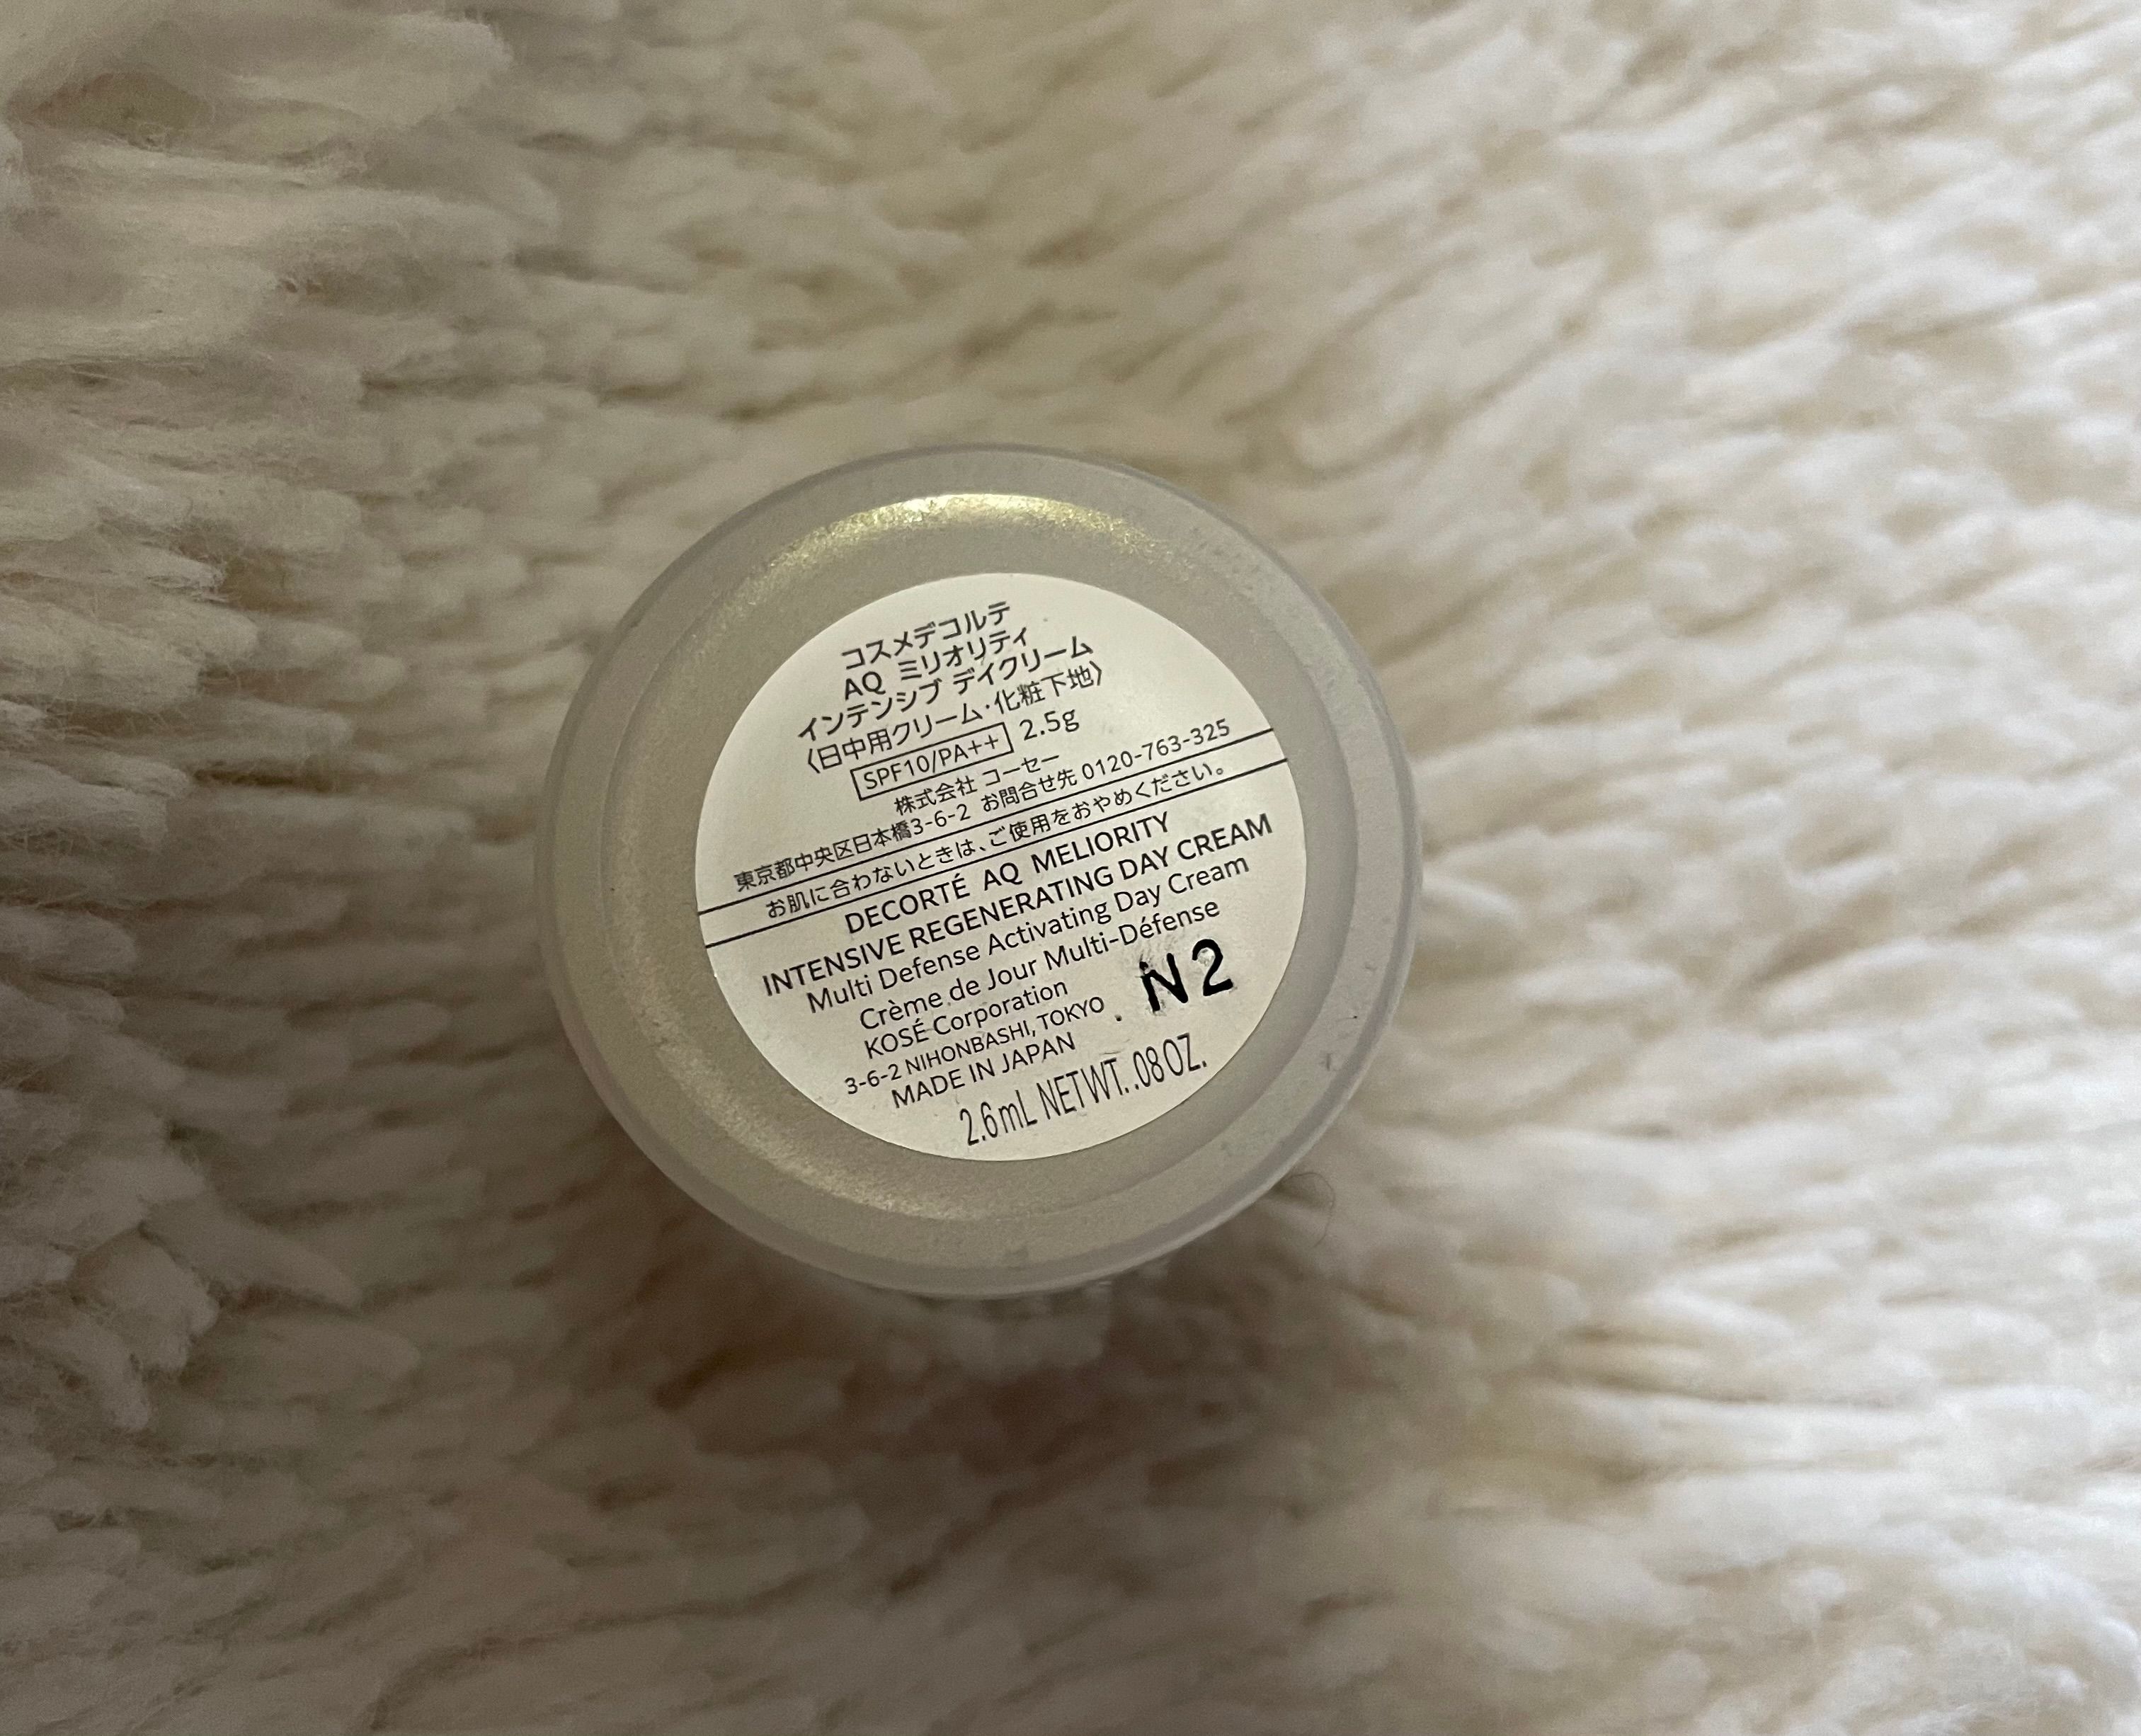 コスメデコルテ
AQ ミリオリティ
インテンシブ デイクリーム
〈日中用クリーム・化粧下地〉
SPF10/PA++ 2.5g
株式会社 コーセー
東京都中央区日本橋3-6-2 お問合せ先 0120-763-325
お肌に合わないときは、ご使用をおやめください。
DECORTÉ AQ MELIORITY
INTENSIVE REGENERATING DAY CREAM
Multi Defense Activating Day Cream
Crème de Jour Multi-Défense
KOSÉ Corporation
3-6-2 NIHONBASHI, TOKYO
N2
MADE IN JAPAN
2.6mL NET WT. .08 OZ.